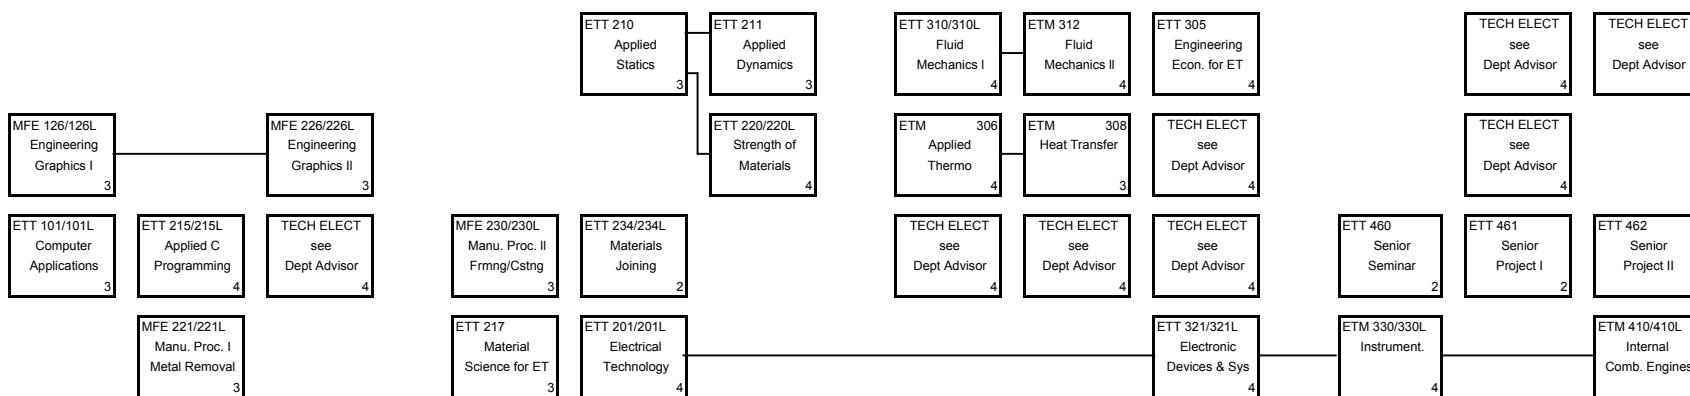 ETT 210
Applied
Statics
3
ETT 211
Applied
Dynamics
3
ETT 310/310L
Fluid
Mechanics I
4
ETM 312
Fluid
Mechanics II
4
ETT 305
Engineering
Econ. for ET
4
TECH ELECT
see
Dept Advisor
4
TECH ELECT
see
Dept Advisor
MFE 126/126L
Engineering
Graphics I
3
MFE 226/226L
Engineering
Graphics II
3
ETT 220/220L
Strength of
Materials
4
ETM 306
Applied
Thermo
4
ETM 308
Heat Transfer
3
TECH ELECT
see
Dept Advisor
4
TECH ELECT
see
Dept Advisor
4
ETT 101/101L
Computer
Applications
3
ETT 215/215L
Applied C
Programming
4
TECH ELECT
see
Dept Advisor
4
MFE 230/230L
Manu. Proc. II
Frmng/Cstng
3
ETT 234/234L
Materials
Joining
2
TECH ELECT
see
Dept Advisor
4
TECH ELECT
see
Dept Advisor
4
TECH ELECT
see
Dept Advisor
4
ETT 460
Senior
Seminar
2
ETT 461
Senior
Project I
2
ETT 462
Senior
Project II
MFE 221/221L
Manu. Proc. I
Metal Removal
3
ETT 217
Material
Science for ET
3
ETT 201/201L
Electrical
Technology
4
ETT 321/321L
Electronic
Devices & Sys
4
ETM 330/330L
Instrument.
4
ETM 410/410L
Internal
Comb. Engines